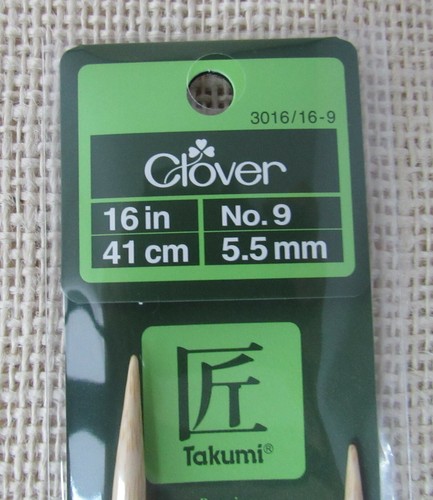 3016/16-9
Clover
16 in No. 9
41 cm 5.5 mm
匠
Takumi®